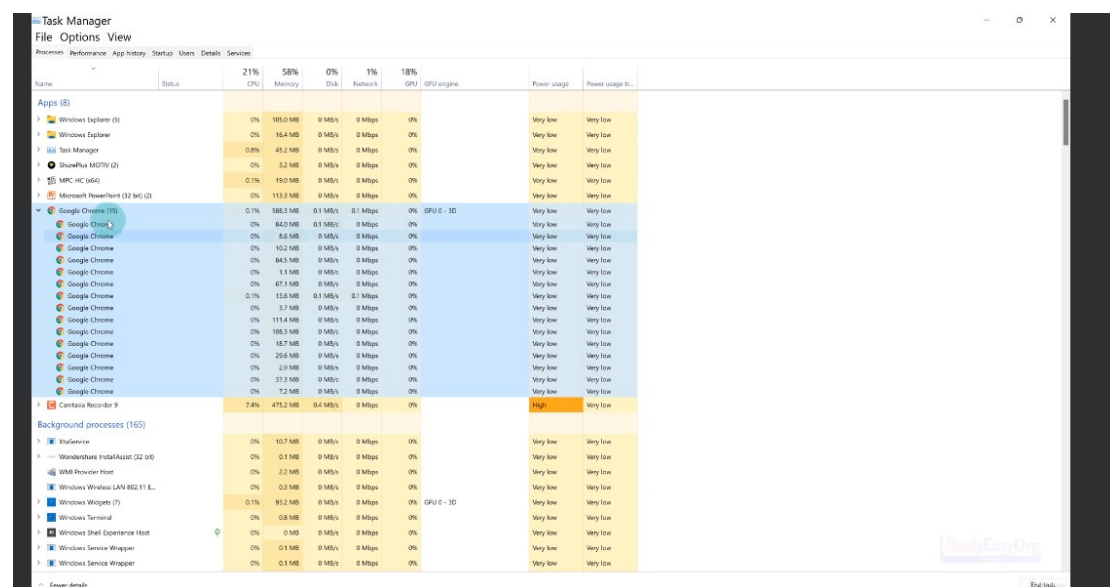 Task Manager
File Options View
Processes Performance App history Startup Users Details Services
21% 58% 0% 1% 18%
Name Status CPU Memory Disk Network GPU GPU engine Power usage Power usage tr...
Apps (8)
Windows Explorer (5) 0% 105.0 MB 0 MB/s 0 Mbps 0% Very low Very low
Windows Explorer 0% 16.4 MB 0 MB/s 0 Mbps 0% Very low Very low
Task Manager 0.8% 45.2 MB 0 MB/s 0 Mbps 0% Very low Very low
ShurePlus MOTIV (2) 0% 3.2 MB 0 MB/s 0 Mbps 0% Very low Very low
MPC-HC (x64) 0.1% 19.0 MB 0 MB/s 0 Mbps 0% Very low Very low
Microsoft PowerPoint (32 bit) (2) 0% 113.3 MB 0 MB/s 0 Mbps 0% Very low Very low
Google Chrome (15) 0.1% 588.3 MB 0.1 MB/s 0.1 Mbps 0% GPU 0 - 3D Very low Very low
Google Chrome 0% 84.0 MB 0.1 MB/s 0 Mbps 0% Very low Very low
Google Chrome 0% 8.6 MB 0 MB/s 0 Mbps 0% Very low Very low
Google Chrome 0% 10.2 MB 0 MB/s 0 Mbps 0% Very low Very low
Google Chrome 0% 84.5 MB 0 MB/s 0 Mbps 0% Very low Very low
Google Chrome 0% 1.1 MB 0 MB/s 0 Mbps 0% Very low Very low
Google Chrome 0% 67.1 MB 0 MB/s 0 Mbps 0% Very low Very low
Google Chrome 0.1% 13.6 MB 0.1 MB/s 0.1 Mbps 0% Very low Very low
Google Chrome 0% 3.7 MB 0 MB/s 0 Mbps 0% Very low Very low
Google Chrome 0% 111.4 MB 0 MB/s 0 Mbps 0% Very low Very low
Google Chrome 0% 108.3 MB 0 MB/s 0 Mbps 0% Very low Very low
Google Chrome 0% 18.7 MB 0 MB/s 0 Mbps 0% Very low Very low
Google Chrome 0% 29.6 MB 0 MB/s 0 Mbps 0% Very low Very low
Google Chrome 0% 2.9 MB 0 MB/s 0 Mbps 0% Very low Very low
Google Chrome 0% 37.3 MB 0 MB/s 0 Mbps 0% Very low Very low
Google Chrome 0% 7.2 MB 0 MB/s 0 Mbps 0% Very low Very low
Camtasia Recorder 9 7.4% 475.2 MB 0.4 MB/s 0 Mbps 0% High Very low
Background processes (165)
XtuService 0% 10.7 MB 0 MB/s 0 Mbps 0% Very low Very low
Wondershare InstallAssist (32 bit) 0% 0.1 MB 0 MB/s 0 Mbps 0% Very low Very low
WMI Provider Host 0% 2.2 MB 0 MB/s 0 Mbps 0% Very low Very low
Windows Wireless LAN 802.11 E... 0% 0.3 MB 0 MB/s 0 Mbps 0% Very low Very low
Windows Widgets (7) 0.1% 93.2 MB 0 MB/s 0 Mbps 0% GPU 0 - 3D Very low Very low
Windows Terminal 0% 0.8 MB 0 MB/s 0 Mbps 0% Very low Very low
Windows Shell Experience Host 0% 0 MB 0 MB/s 0 Mbps 0% Very low Very low
Windows Service Wrapper 0% 0.1 MB 0 MB/s 0 Mbps 0% Very low Very low
Windows Service Wrapper 0% 0.1 MB 0 MB/s 0 Mbps 0% Very low Very low
StudyEasyOrg
Fewer details End task